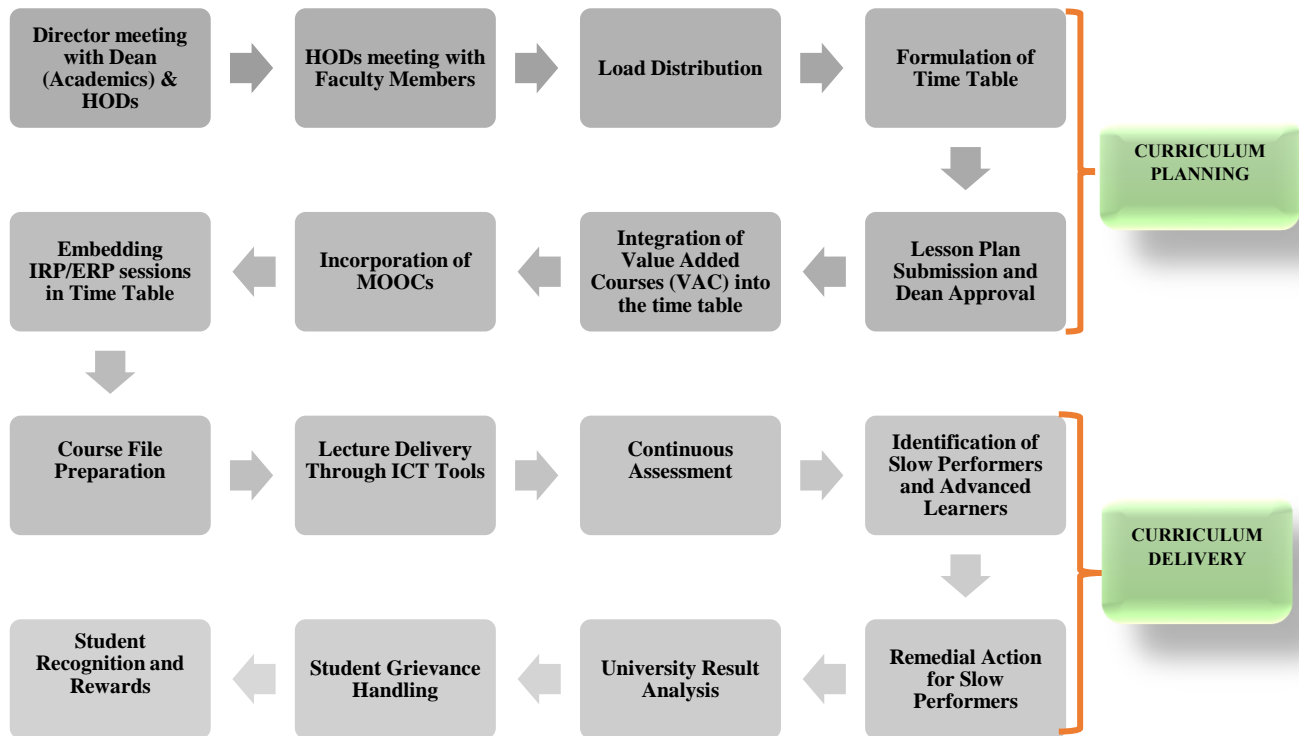 Director meeting
with Dean
(Academics) &
HODs
HODs meeting with
Faculty Members
Load Distribution
Formulation of
Time Table
CURRICULUM
PLANNING
Lesson Plan
Submission and
Dean Approval
Integration of
Value Added
Courses (VAC) into
the time table
Incorporation of
MOOCs
Embedding
IRP/ERP sessions
in Time Table
Course File
Preparation
Lecture Delivery
Through ICT Tools
Continuous
Assessment
Identification of
Slow Performers
and Advanced
Learners
CURRICULUM
DELIVERY
Remedial Action
for Slow
Performers
University Result
Analysis
Student Grievance
Handling
Student
Recognition and
Rewards